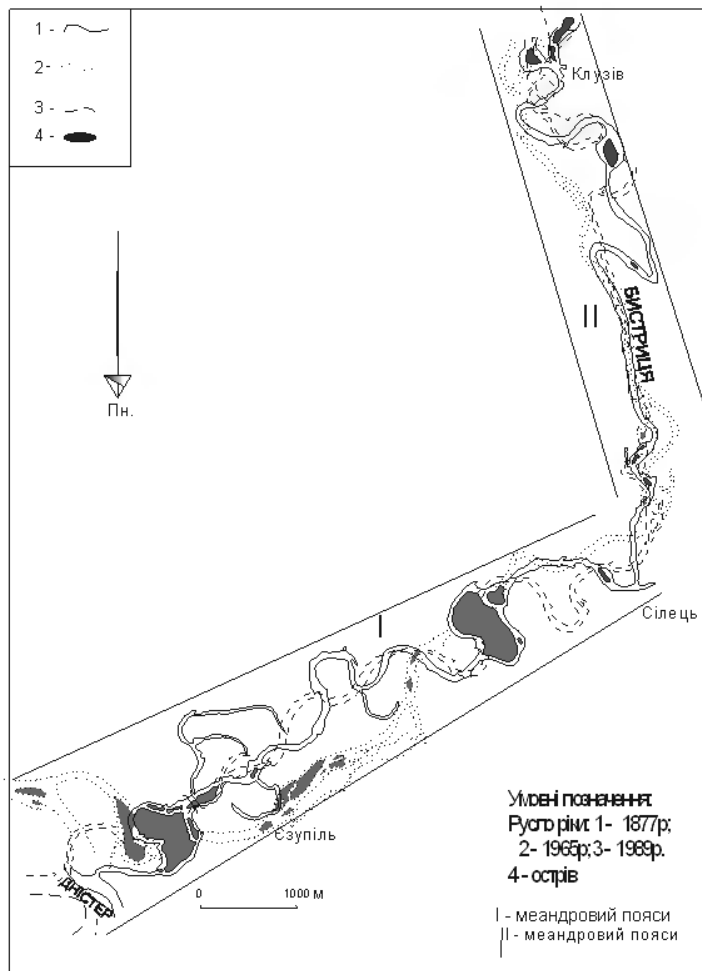 1 -
2 -
3 -
4 -
Клузів
Пн.
II
БИСТРИЦЯ
Сілець
I
Єзупіль
ДНІСТЕР
0 1000 М
Умовні позначення:
Русло ріки: 1 - 1877р;
2 - 1965р; 3 - 1989р.
4 - острів
I - меандровий пояси
II - меандровий пояси